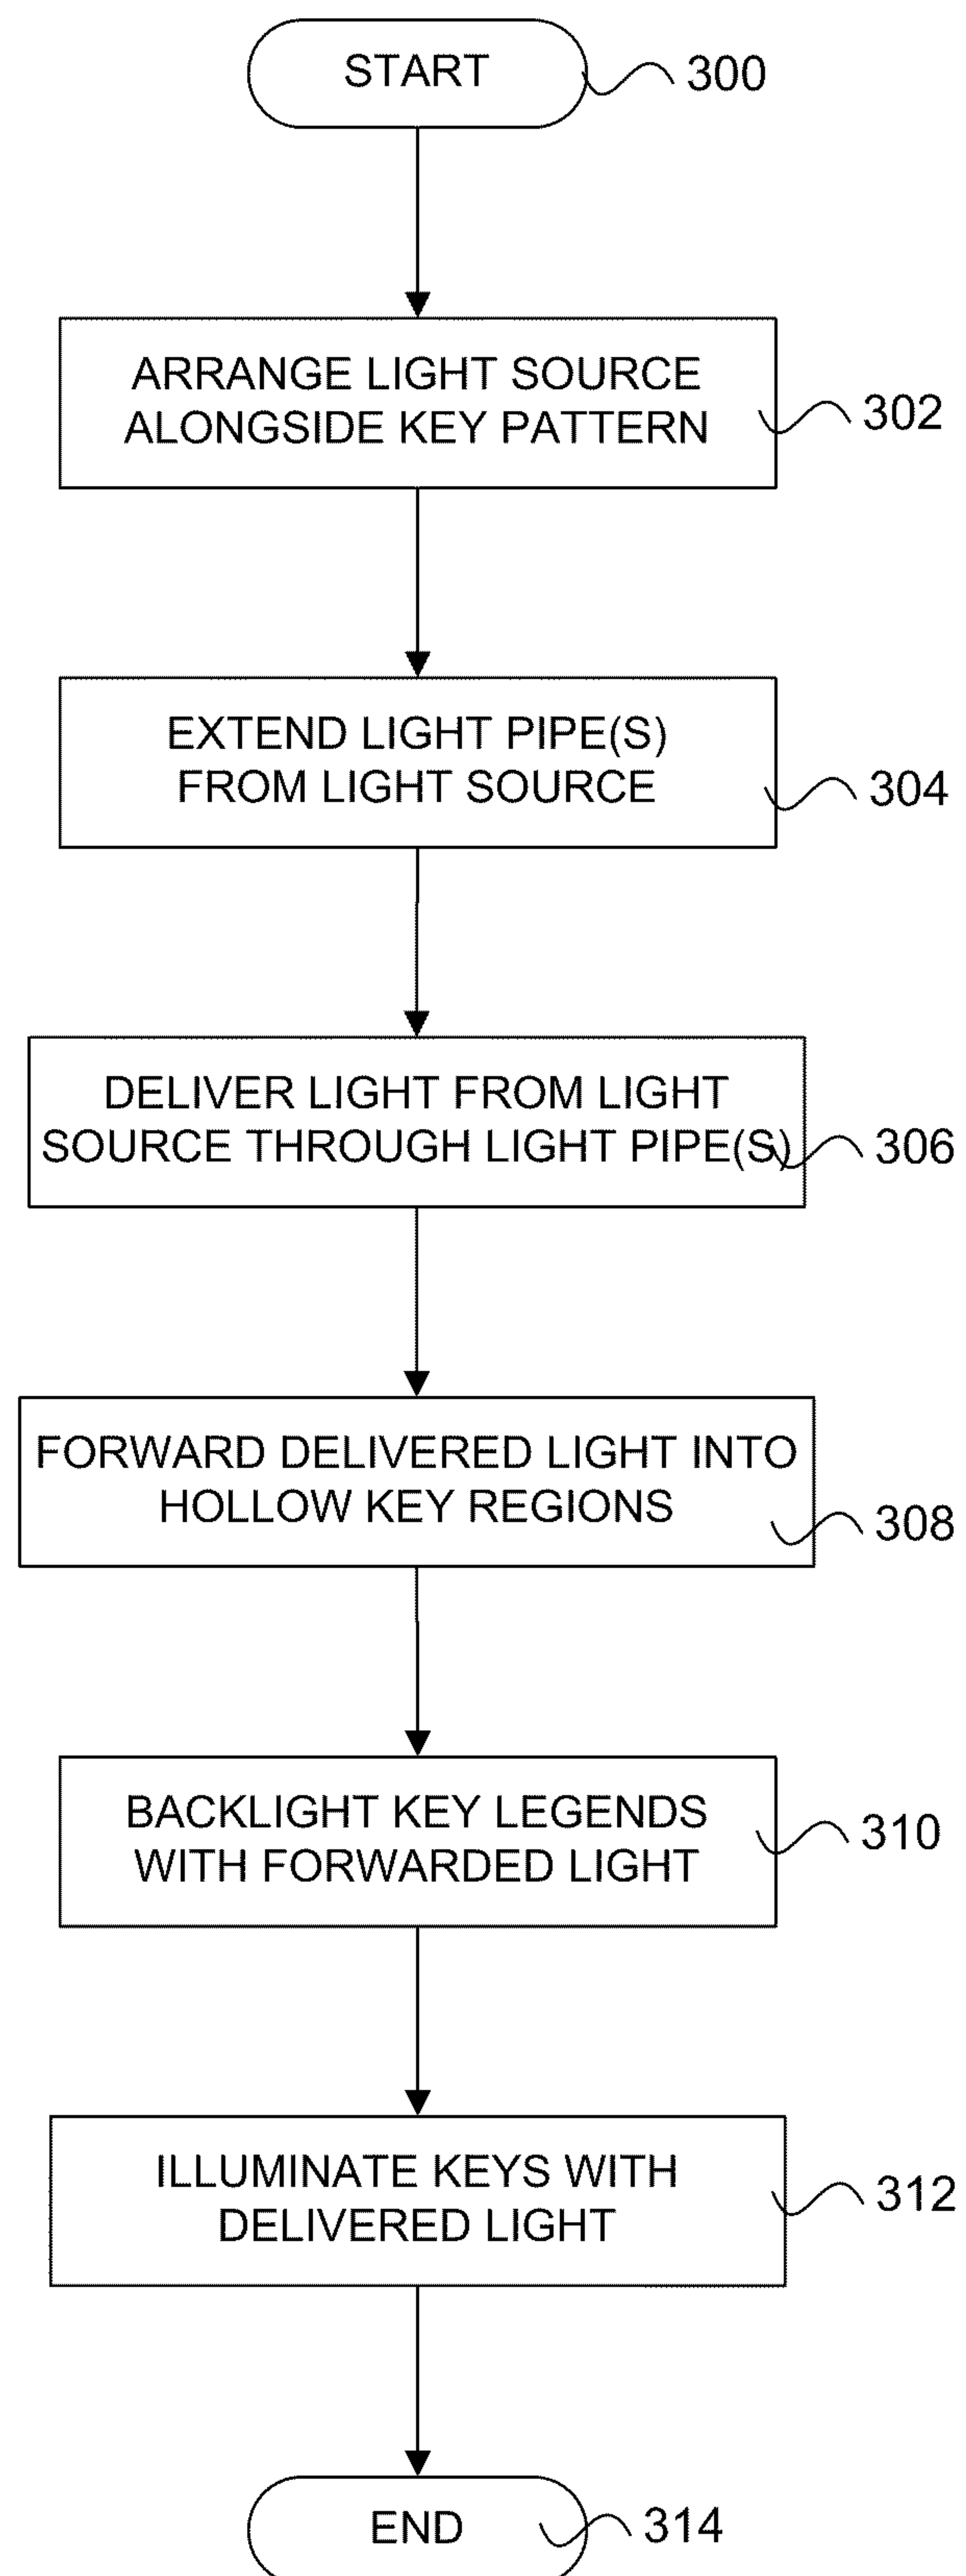 START
300
ARRANGE LIGHT SOURCE
ALONGSIDE KEY PATTERN
302
EXTEND LIGHT PIPE(S)
FROM LIGHT SOURCE
304
DELIVER LIGHT FROM LIGHT
SOURCE THROUGH LIGHT PIPE(S)
306
FORWARD DELIVERED LIGHT INTO
HOLLOW KEY REGIONS
308
BACKLIGHT KEY LEGENDS
WITH FORWARDED LIGHT
310
ILLUMINATE KEYS WITH
DELIVERED LIGHT
312
END
314